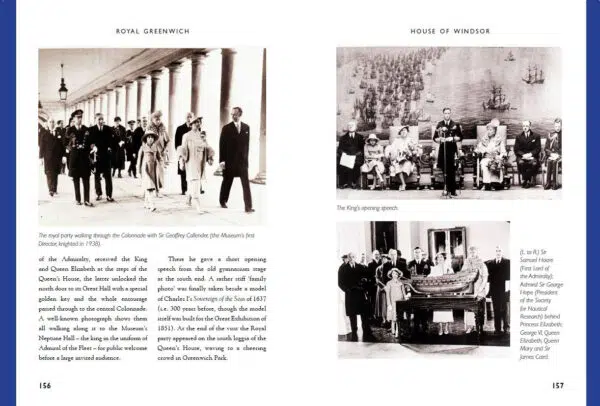 ROYAL GREENWICH
The royal party walking through the Colonnade with Sir Geoffrey Callender, (the Museum's first
Director, knighted in 1938).
of the Admiralty, received the King
and Queen Elizabeth at the steps of the
Queen's House, the latter unlocked the
north door to its Great Hall with a special
golden key and the whole entourage
passed through to the central Colonnade.
A well-known photograph shows them
all walking along it to the Museum's
Neptune Hall – the king in the uniform of
Admiral of the Fleet – for public welcome
before a large invited audience.
There he gave a short opening
speech from the old gymnasium stage
at the south end. A rather stiff 'family
photo' was finally taken beside a model
of Charles I's Sovereign of the Seas of 1637
(i.e. 300 years before, though the model
itself was built for the Great Exhibition of
1851). At the end of the visit the Royal
party appeared on the south loggia of the
Queen's House, waving to a cheering
crowd in Greenwich Park.
156
HOUSE OF WINDSOR
The King's opening speech.
(L. to R.) Sir
Samuel Hoare
(First Lord of
the Admiralty);
Admiral Sir George
Hope (President
of the Society
for Nautical
Research) behind
Princess Elizabeth;
George VI, Queen
Elizabeth, Queen
Mary and Sir
James Caird.
157